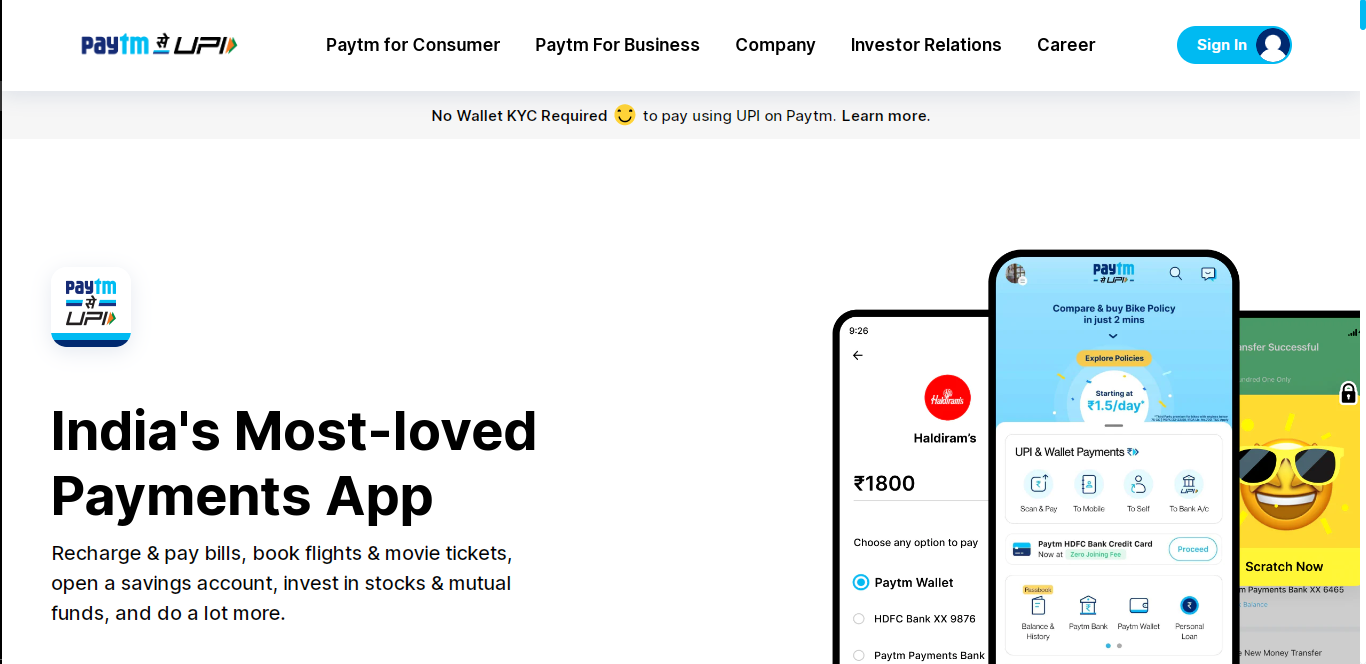 paytm से UPI
Paytm for Consumer
Paytm For Business
Company
Investor Relations
Career
Sign In
No Wallet KYC Required to pay using UPI on Paytm. Learn more.
paytm
से
UPI
India's Most-loved
Payments App
Recharge & pay bills, book flights & movie tickets,
open a savings account, invest in stocks & mutual
funds, and do a lot more.
9:26
Haldiram's
Haldiram's
₹1800
Choose any option to pay
Paytm Wallet
HDFC Bank XX 9876
Paytm Payments Bank
paytm
से UPI
Compare & buy Bike Policy
in just 2 mins
Explore Policies
Starting at
₹1.5/day*
UPI & Wallet Payments
Scan & Pay
To Mobile
To Self
UPI
To Bank A/c
Paytm HDFC Bank Credit Card
Now at Zero Joining Fee
Proceed
Passbook
Balance &
History
Paytm Bank
Paytm Wallet
Personal
Loan
nsfer Successful
undred One Only
Scratch Now
m Payments Bank XX 6465
Balance
e New Money Transfer